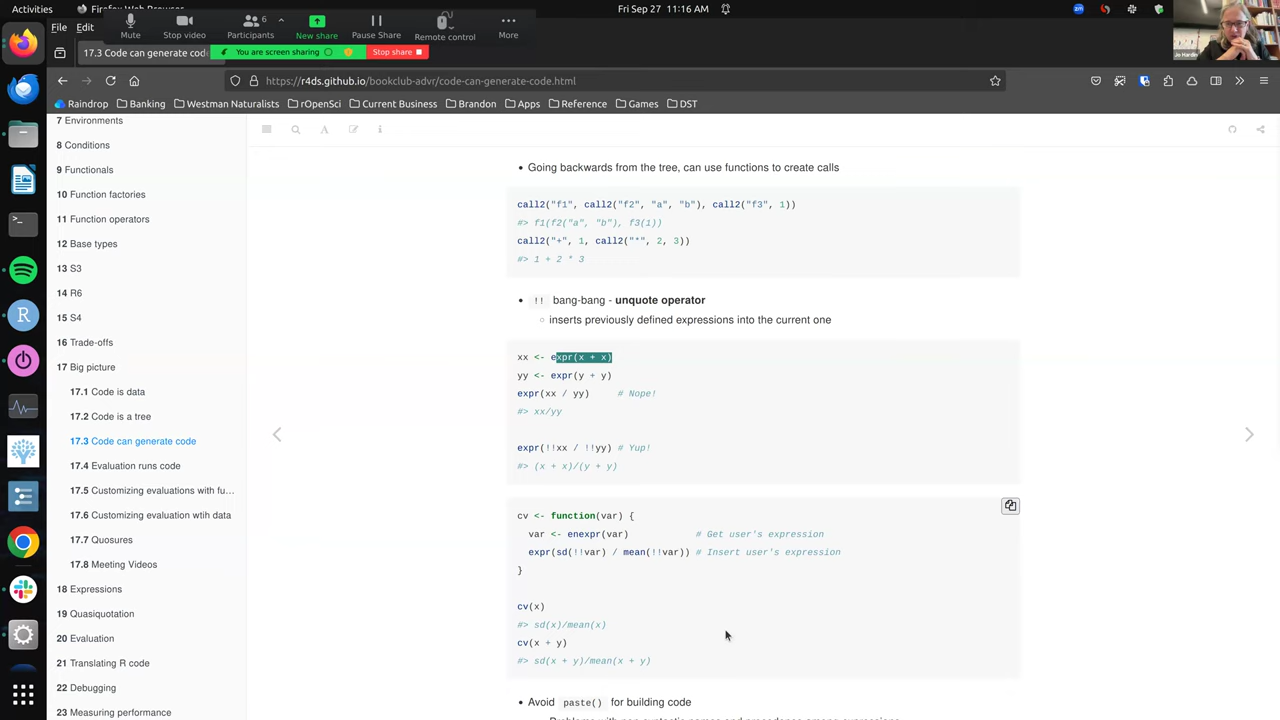 Activities
Firefox Web Browser
Fri Sep 27 11:16 AM
File Edit
Mute
Stop video
Participants
6
New share
Pause Share
Remote control
More
You are screen sharing
Stop share
17.3 Code can generate cod
https://r4ds.github.io/bookclub-advr/code-can-generate-code.html
Raindrop
Banking
Westman Naturalists
rOpenSci
Current Business
Brandon
Apps
Reference
Games
DST
7 Environments
8 Conditions
9 Functionals
10 Function factories
11 Function operators
12 Base types
13 S3
14 R6
15 S4
16 Trade-offs
17 Big picture
17.1 Code is data
17.2 Code is a tree
17.3 Code can generate code
17.4 Evaluation runs code
17.5 Customizing evaluations with fu…
17.6 Customizing evaluation wtih data
17.7 Quosures
17.8 Meeting Videos
18 Expressions
19 Quasiquotation
20 Evaluation
21 Translating R code
22 Debugging
23 Measuring performance
• Going backwards from the tree, can use functions to create calls
call2("f1", call2("f2", "a", "b"), call2("f3", 1))
#> f1(f2("a", "b"), f3(1))
call2("+", 1, call2("*", 2, 3))
#> 1 + 2 * 3
• !! bang-bang - unquote operator
○ inserts previously defined expressions into the current one
xx <- expr(x + x)
yy <- expr(y + y)
expr(xx / yy) # Nope!
#> xx/yy
expr(!!xx / !!yy) # Yup!
#> (x + x)/(y + y)
cv <- function(var) {
var <- enexpr(var) # Get user's expression
expr(sd(!!var) / mean(!!var)) # Insert user's expression
}
cv(x)
#> sd(x)/mean(x)
cv(x + y)
#> sd(x + y)/mean(x + y)
• Avoid paste() for building code